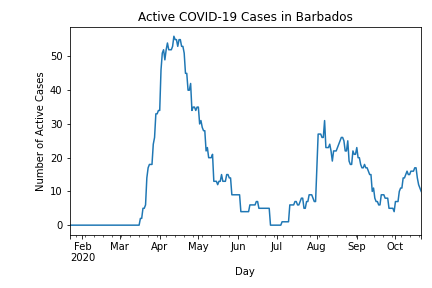 Active COVID-19 Cases in Barbados
Number of Active Cases
50
40
30
20
10
0
Feb Mar Apr May Jun Jul Aug Sep Oct
2020
Day